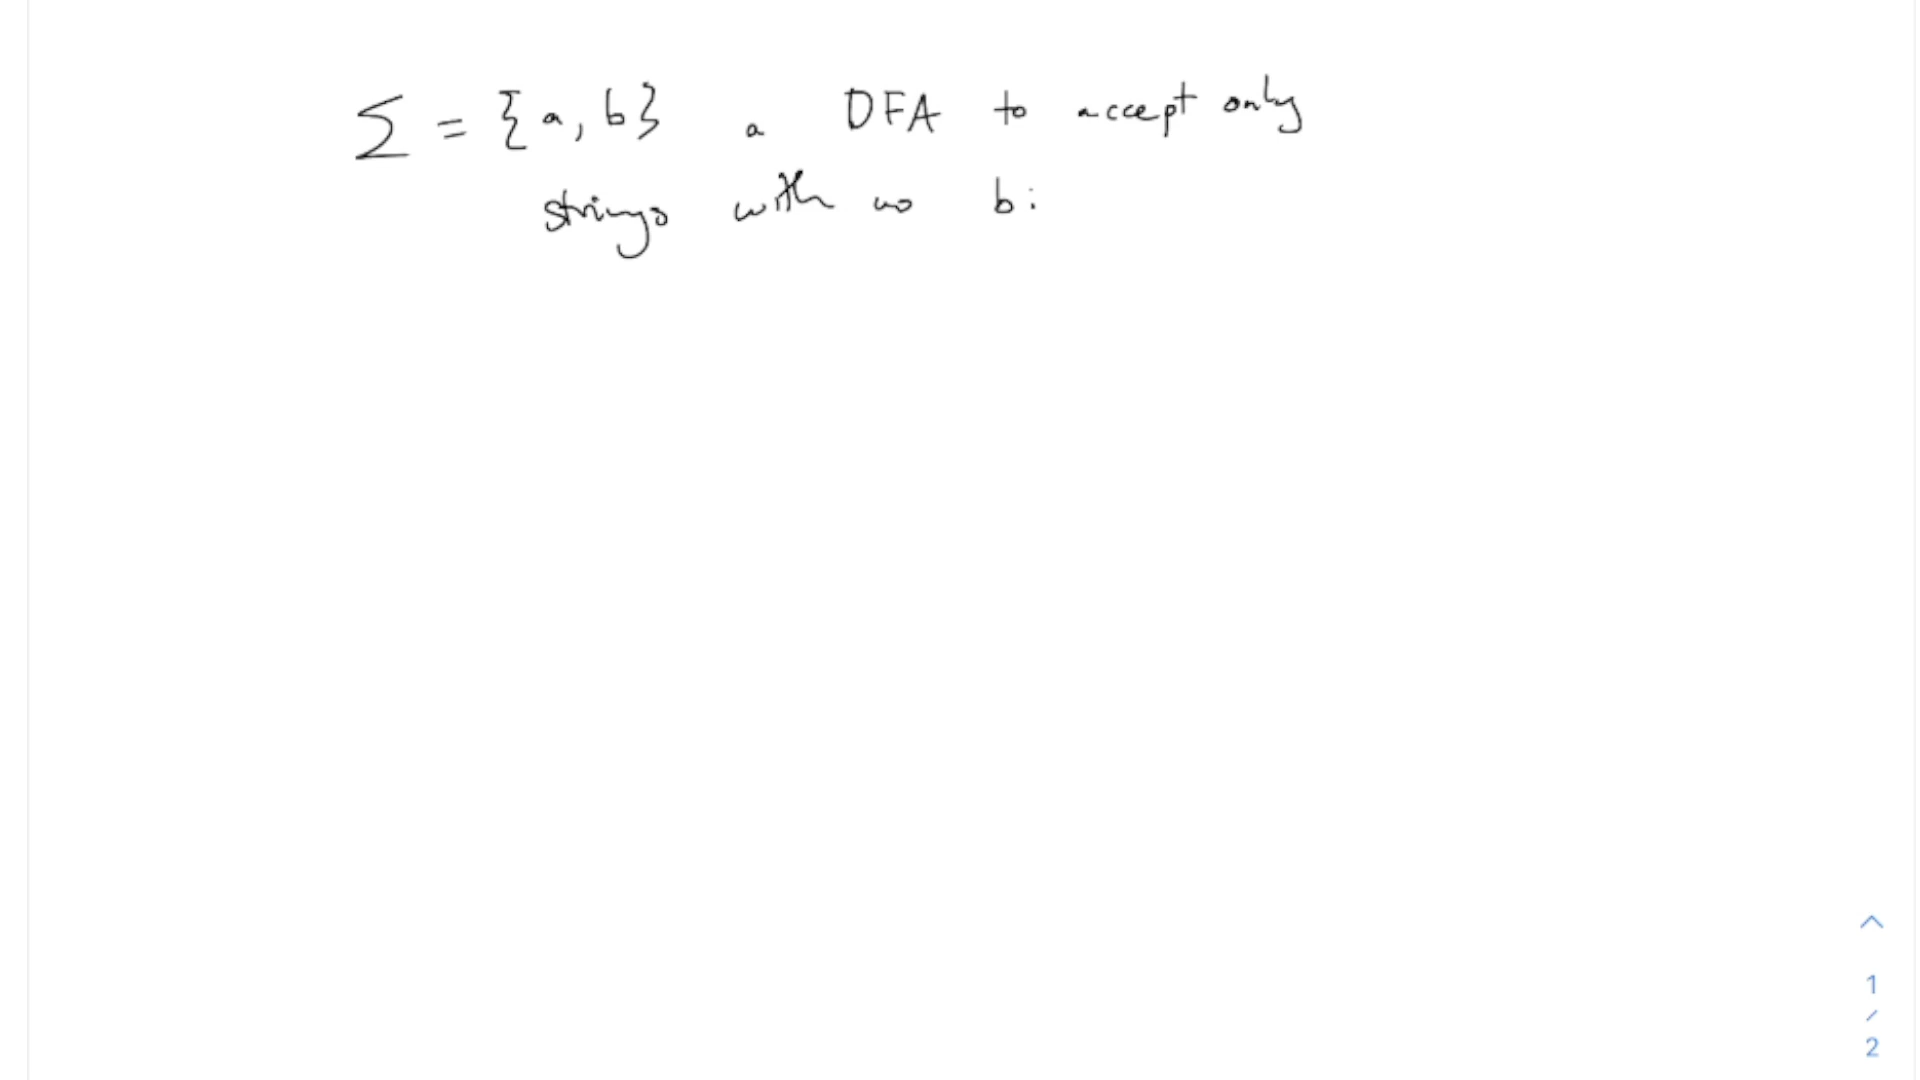 Σ = {a, b} a DFA to accept only
strings with no b:
1
/
2